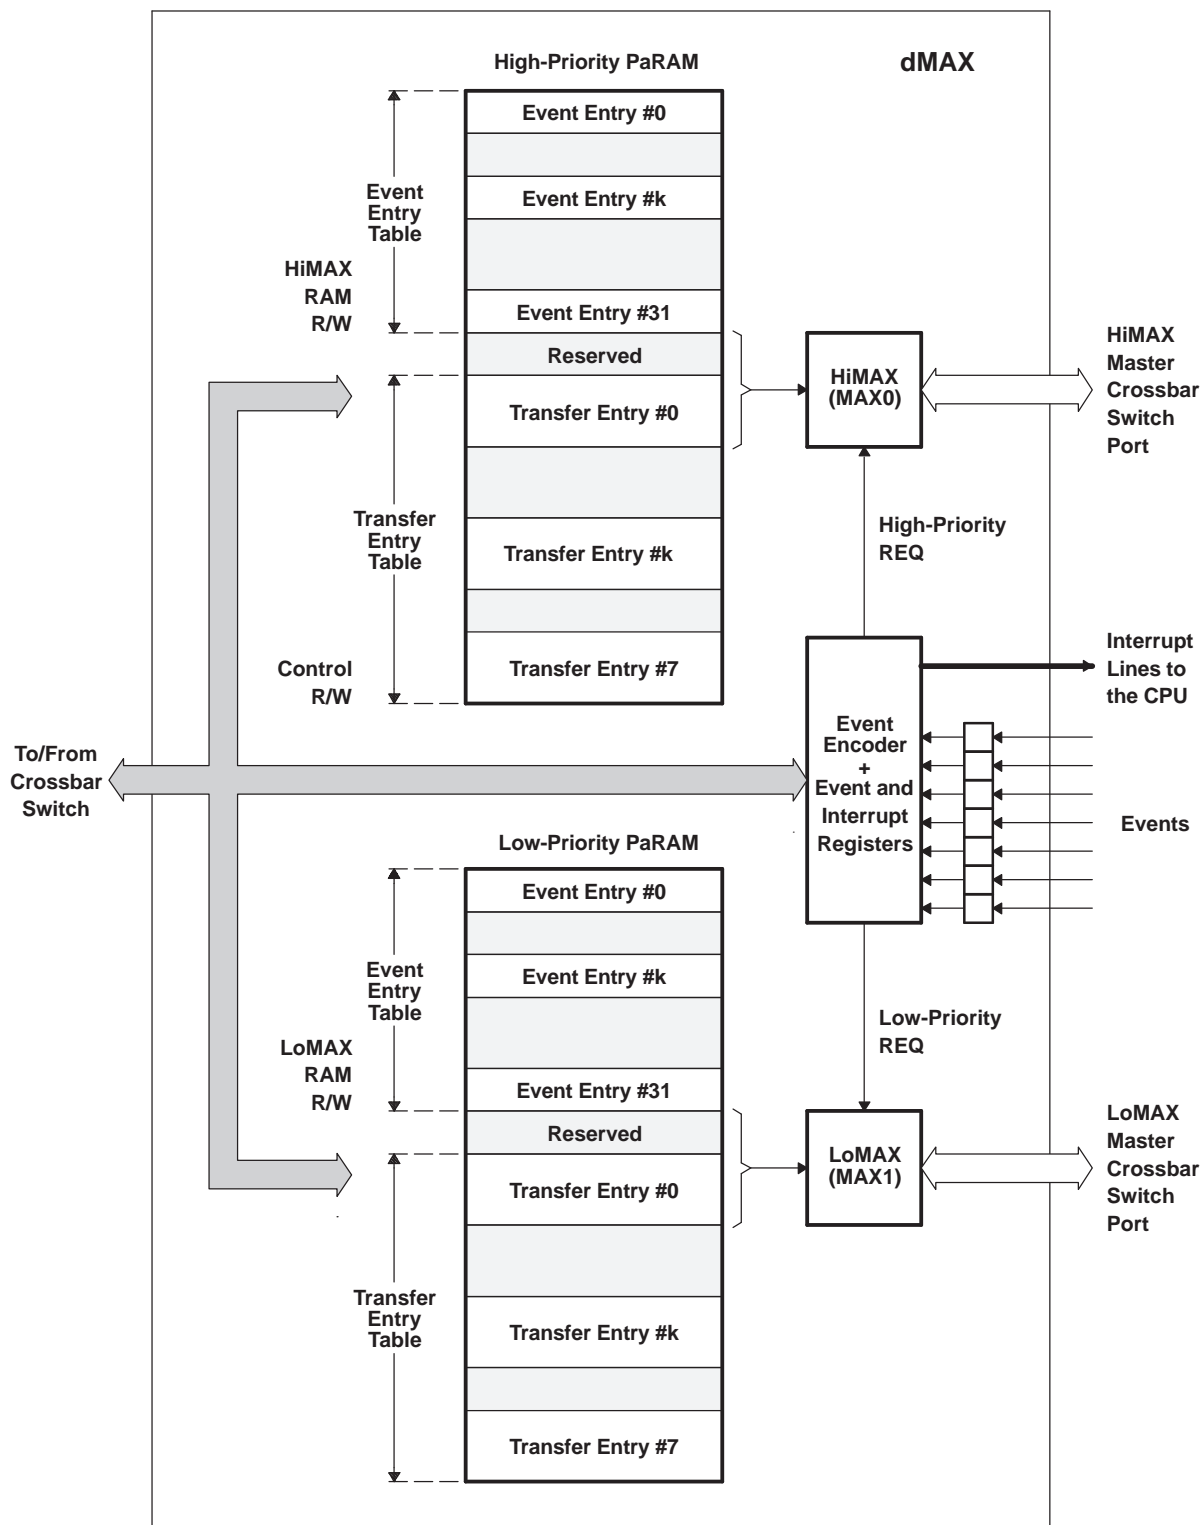 High-Priority PaRAM
dMAX
Event Entry #0
Event Entry #k
Event
Entry
Table
HiMAX
RAM
R/W
Event Entry #31
Reserved
Transfer Entry #0
HiMAX
(MAX0)
HiMAX
Master
Crossbar
Switch
Port
Transfer
Entry
Table
Transfer Entry #k
High-Priority
REQ
Control
R/W
Transfer Entry #7
Interrupt
Lines to
the CPU
To/From
Crossbar
Switch
Event
Encoder
+
Event and
Interrupt
Registers
Events
Low-Priority PaRAM
Event Entry #0
Event Entry #k
Event
Entry
Table
LoMAX
RAM
R/W
Low-Priority
REQ
Event Entry #31
Reserved
Transfer Entry #0
LoMAX
(MAX1)
LoMAX
Master
Crossbar
Switch
Port
Transfer
Entry
Table
Transfer Entry #k
Transfer Entry #7